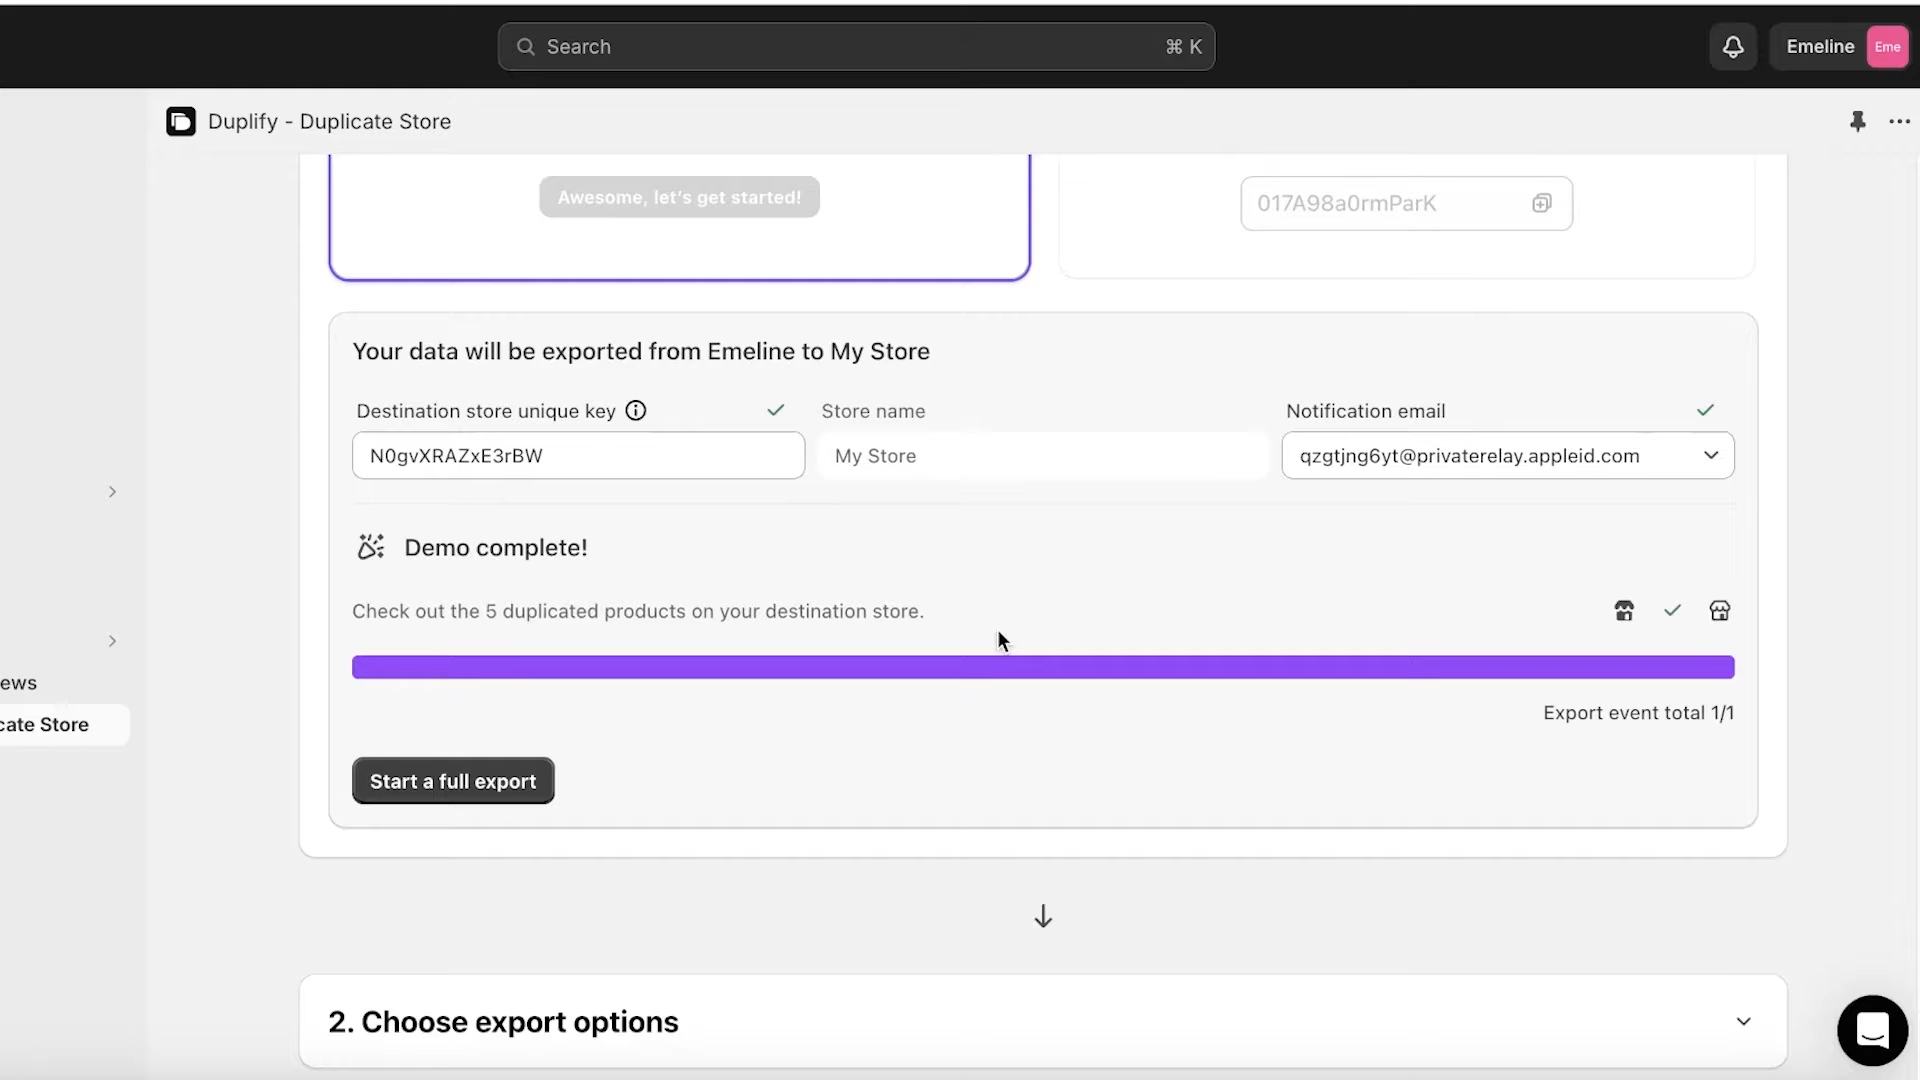 Search ⌘ K
Emeline Eme
Duplify - Duplicate Store
Awesome, let's get started!
017A98a0rmParK
Your data will be exported from Emeline to My Store
Destination store unique key
Store name
Notification email
N0gvXRAZxE3rBW
My Store
qzgtjng6yt@privaterelay.appleid.com
Demo complete!
Check out the 5 duplicated products on your destination store.
ews
cate Store
Export event total 1/1
Start a full export
2. Choose export options